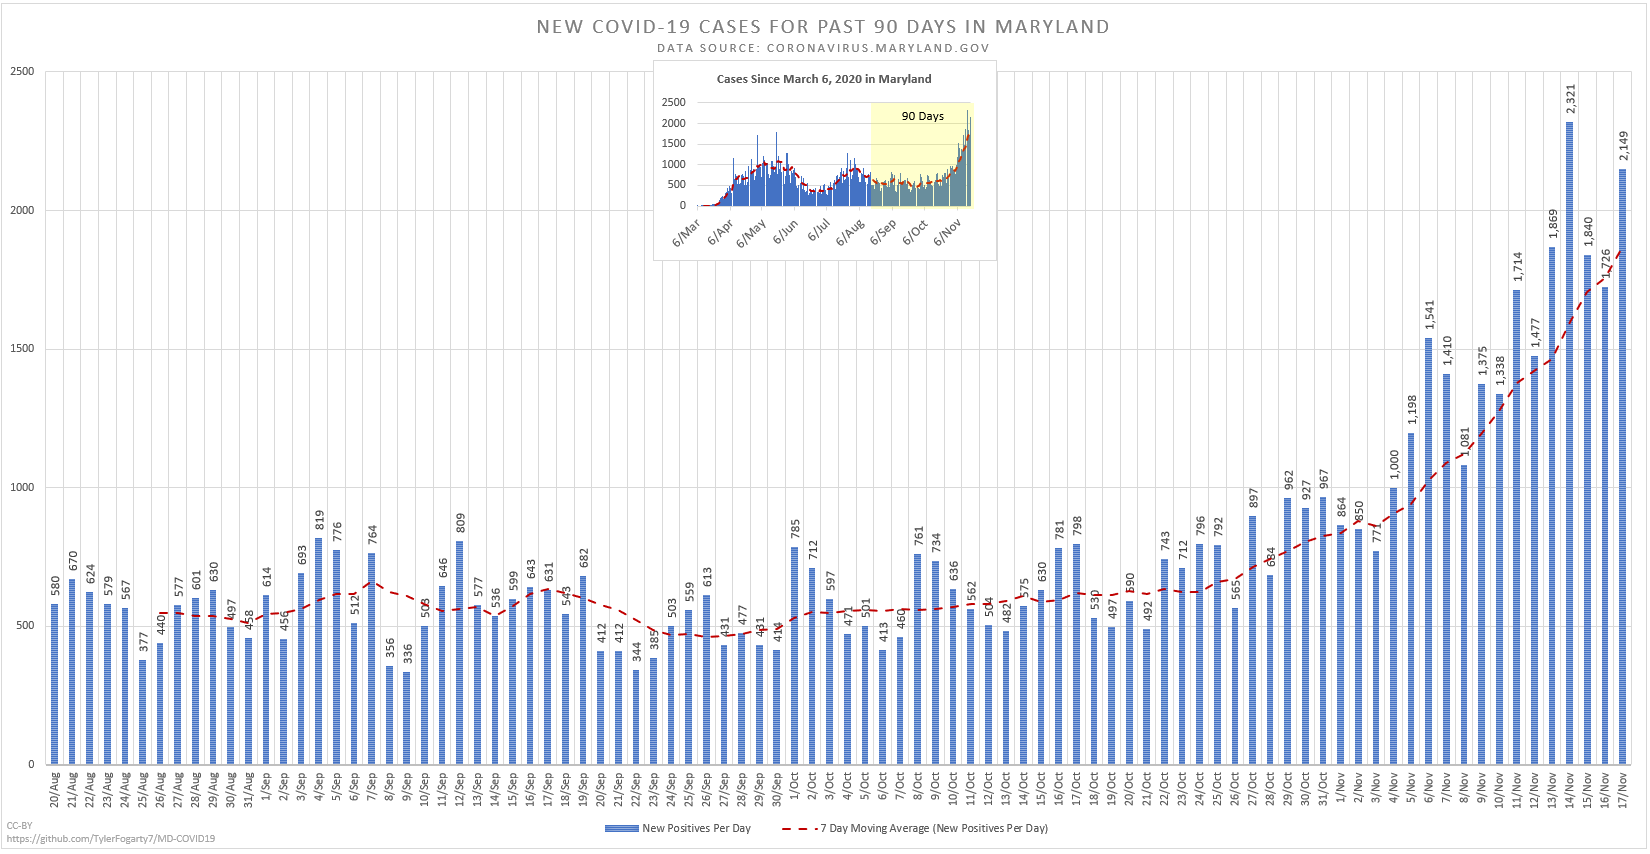 NEW COVID-19 CASES FOR PAST 90 DAYS IN MARYLAND
DATA SOURCE: CORONAVIRUS.MARYLAND.GOV
Cases Since March 6, 2020 in Maryland
90 Days
2500
2000
1500
1000
500
0
6/Mar 6/Apr 6/May 6/Jun 6/Jul 6/Aug 6/Sep 6/Oct 6/Nov
2500
2000
1500
1000
500
0
580 670 624 579 567 377 440 577 601 630 497 458 614 456 693 819 776 512 764 356 336 503 646 809 577 536 599 643 631 543 682 412 412 344 385 503 559 613 431 477 431 414 785 712 597 471 501 413 460 761 734 636 562 504 482 575 630 781 798 530 497 590 492 743 712 796 792 565 897 684 962 927 967 864 850 771 1,000 1,198 1,541 1,410 1,081 1,375 1,338 1,714 1,477 1,869 2,321 1,840 1,726 2,149
20/Aug 21/Aug 22/Aug 23/Aug 24/Aug 25/Aug 26/Aug 27/Aug 28/Aug 29/Aug 30/Aug 31/Aug 1/Sep 2/Sep 3/Sep 4/Sep 5/Sep 6/Sep 7/Sep 8/Sep 9/Sep 10/Sep 11/Sep 12/Sep 13/Sep 14/Sep 15/Sep 16/Sep 17/Sep 18/Sep 19/Sep 20/Sep 21/Sep 22/Sep 23/Sep 24/Sep 25/Sep 26/Sep 27/Sep 28/Sep 29/Sep 30/Sep 1/Oct 2/Oct 3/Oct 4/Oct 5/Oct 6/Oct 7/Oct 8/Oct 9/Oct 10/Oct 11/Oct 12/Oct 13/Oct 14/Oct 15/Oct 16/Oct 17/Oct 18/Oct 19/Oct 20/Oct 21/Oct 22/Oct 23/Oct 24/Oct 25/Oct 26/Oct 27/Oct 28/Oct 29/Oct 30/Oct 31/Oct 1/Nov 2/Nov 3/Nov 4/Nov 5/Nov 6/Nov 7/Nov 8/Nov 9/Nov 10/Nov 11/Nov 12/Nov 13/Nov 14/Nov 15/Nov 16/Nov 17/Nov
New Positives Per Day
7 Day Moving Average (New Positives Per Day)
CC-BY
https://github.com/TylerFogarty7/MD-COVID19